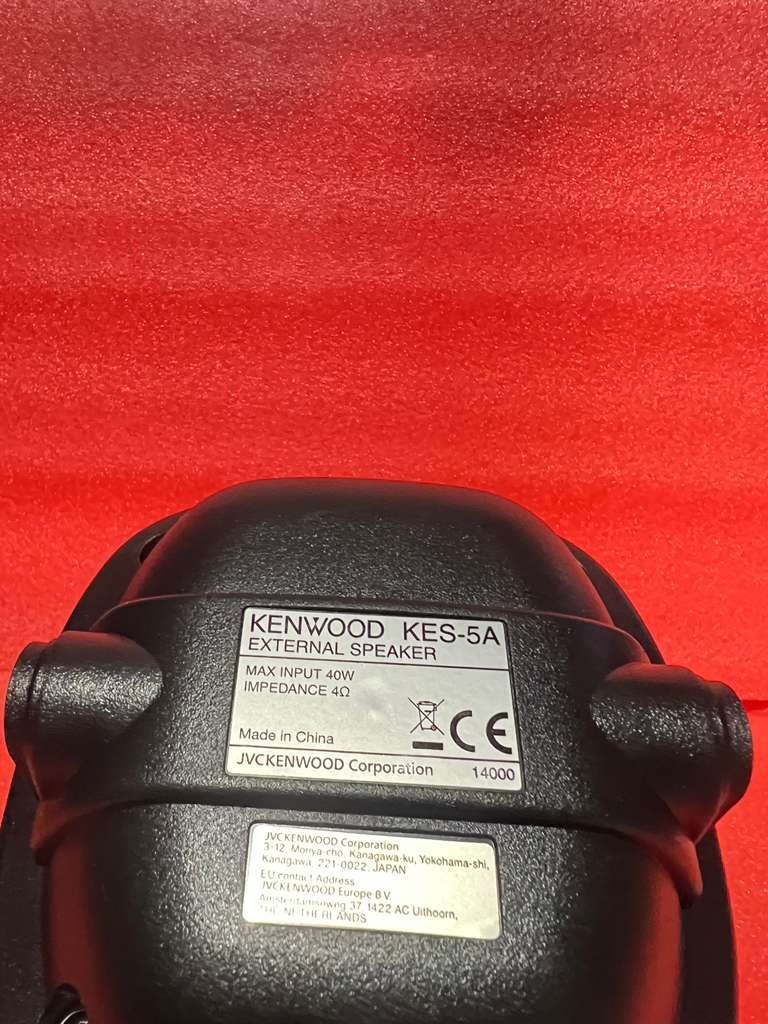 KENWOOD KES-5A
EXTERNAL SPEAKER
MAX INPUT 40W
IMPEDANCE 4Ω
CE
Made in China
JVCKENWOOD Corporation 14000
JVCKENWOOD Corporation
3-12, Moriya-cho, Kanagawa-ku, Yokohama-shi,
Kanagawa, 221-0022, JAPAN
EU contact Address
JVCKENWOOD Europe B.V.
Amsterdamseweg 37 1422 AC Uithoorn,
THE NETHERLANDS